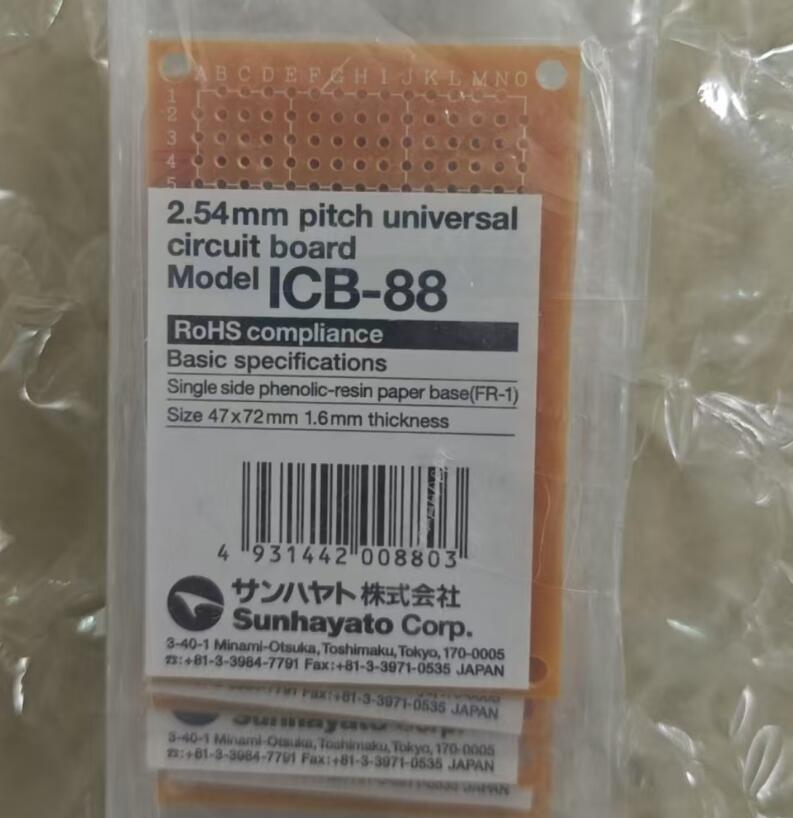 A B C D E F G H I J K L M N O
1
2
3
4
5
2.54mm pitch universal
circuit board
Model ICB-88
RoHS compliance
Basic specifications
Single side phenolic-resin paper base(FR-1)
Size 47x72mm 1.6mm thickness
4 931442 008803
サンハヤト株式会社
Sunhayato Corp.
3-40-1 Minami-Otsuka, Toshimaku, Tokyo, 170-0005
☎:+81-3-3984-7791 Fax:+81-3-3971-0535 JAPAN
Fax:+81-3-3971-0535 JAPAN
Sunhayato Corp.
3-40-1 Minami-Otsuka, Toshimaku, Tokyo, 170-0005
☎:+81-3-3984-7791 Fax:+81-3-3971-0535 JAPAN